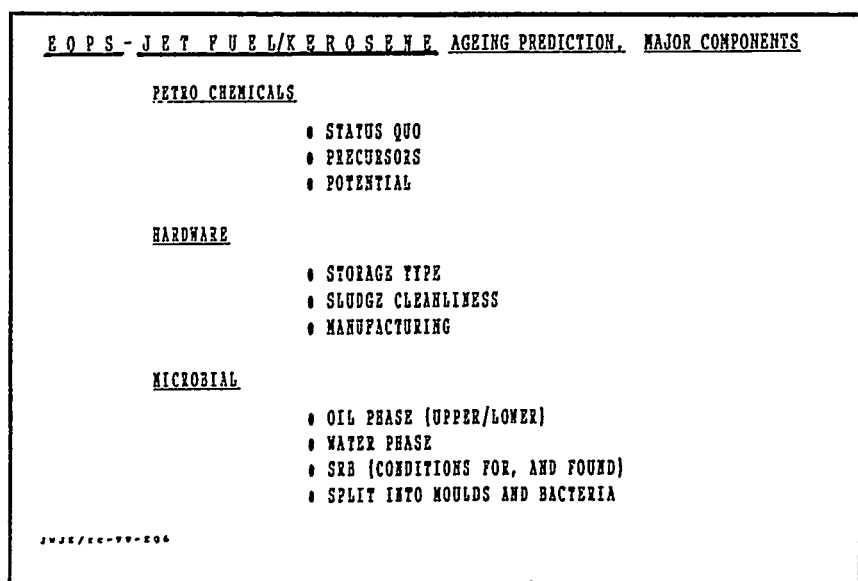 EOPS-JET FUEL/KEROSENE AGEING PREDICTION, MAJOR COMPONENTS
PETRO CHEMICALS
• STATUS QUO
• PRECURSORS
• POTENTIAL
HARDWARE
• STORAGE TYPE
• SLUDGE CLEANLINESS
• MANUFACTURING
MICROBIAL
• OIL PHASE (UPPER/LOWER)
• WATER PHASE
• SRB (CONDITIONS FOR, AND FOUND)
• SPLIT INTO MOULDS AND BACTERIA